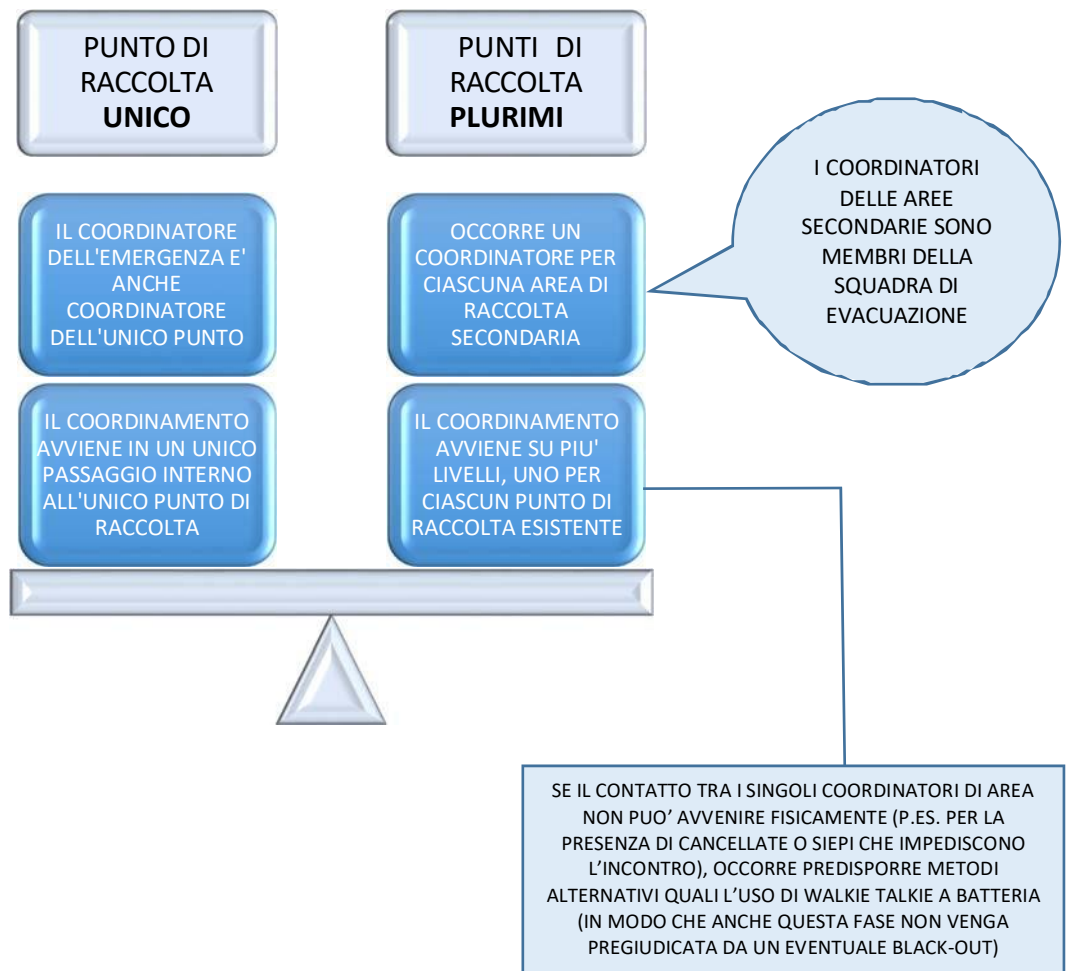 PUNTO DI
RACCOLTA
UNICO
PUNTI DI
RACCOLTA
PLURIMI
IL COORDINATORE
DELL'EMERGENZA E'
ANCHE
COORDINATORE
DELL'UNICO PUNTO
OCCORRE UN
COORDINATORE PER
CIASCUNA AREA DI
RACCOLTA
SECONDARIA
I COORDINATORI
DELLE AREE
SECONDARIE SONO
MEMBRI DELLA
SQUADRA DI
EVACUAZIONE
IL COORDINAMENTO
AVVIENE IN UN UNICO
PASSAGGIO INTERNO
ALL'UNICO PUNTO DI
RACCOLTA
IL COORDINAMENTO
AVVIENE SU PIU'
LIVELLI, UNO PER
CIASCUN PUNTO DI
RACCOLTA ESISTENTE
SE IL CONTATTO TRA I SINGOLI COORDINATORI DI AREA
NON PUO’ AVVENIRE FISICAMENTE (P.ES. PER LA
PRESENZA DI CANCELLATE O SIEPI CHE IMPEDISCONO
L’INCONTRO), OCCORRE PREDISPORRE METODI
ALTERNATIVI QUALI L’USO DI WALKIE TALKIE A BATTERIA
(IN MODO CHE ANCHE QUESTA FASE NON VENGA
PREGIUDICATA DA UN EVENTUALE BLACK-OUT)